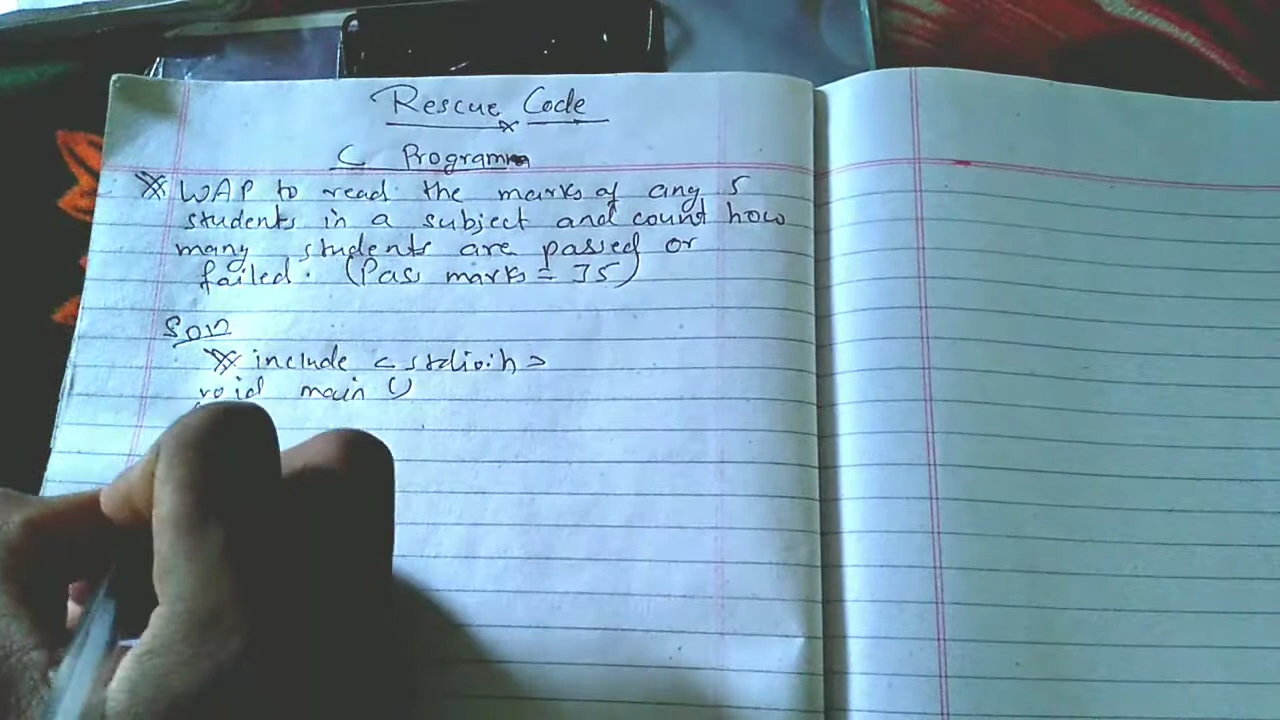 Rescue Code
C Program
* WAP to read the marks of any 5
students in a subject and count how
many students are passed or
failed. (Pass marks = 35)
Soln
# include <stdio.h>
void main ()